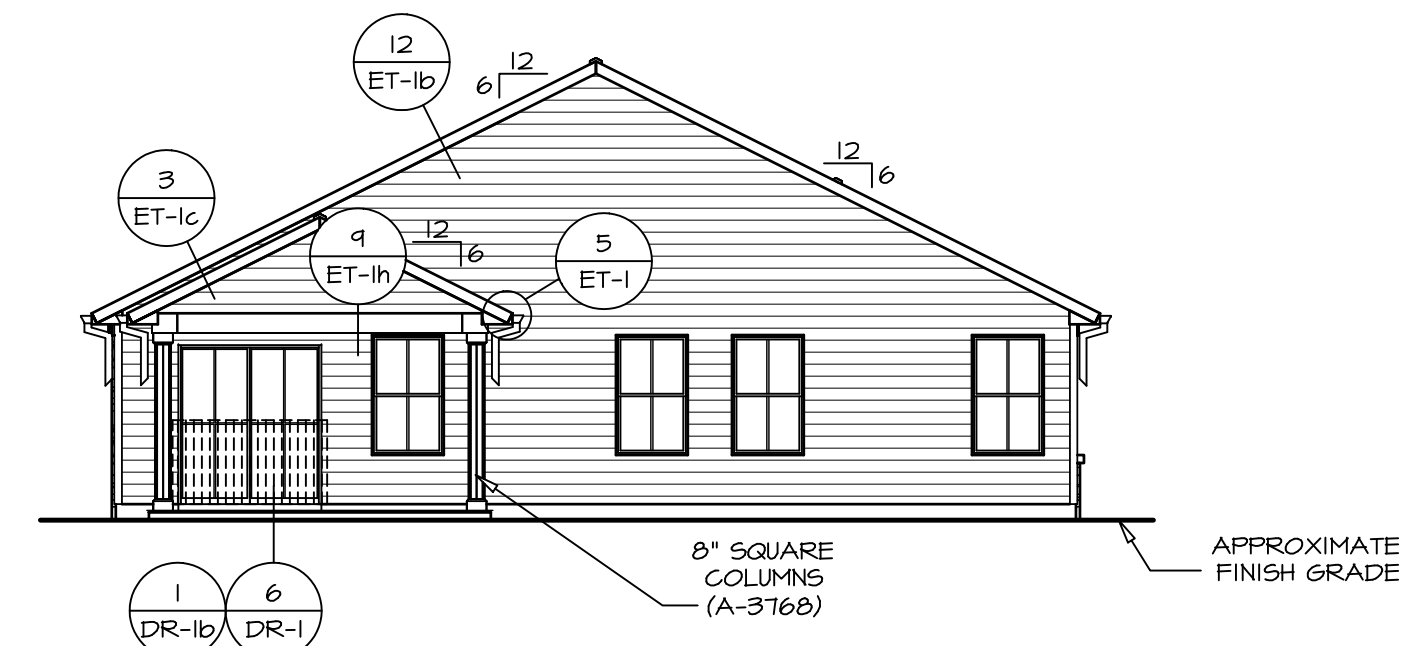 12
ET-1b
12
6
12
6
3
ET-1c
9
ET-1h
12
6
5
ET-1
8" SQUARE
COLUMNS
(A-3768)
APPROXIMATE
FINISH GRADE
1
DR-1b
6
DR-1